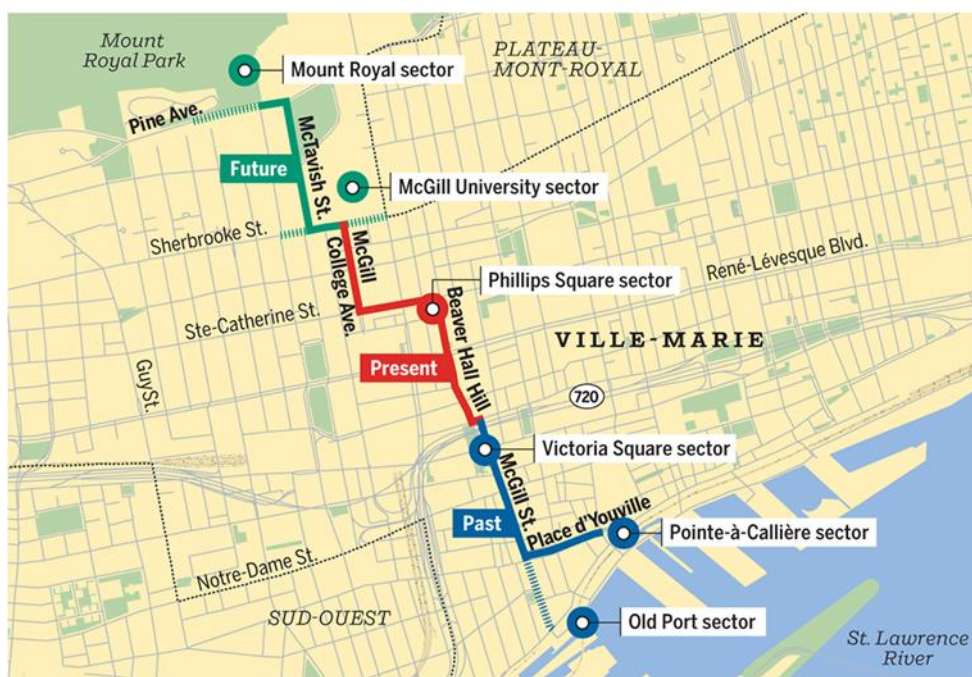 Mount
Royal Park
PLATEAU-
MONT-ROYAL
Mount Royal sector
Pine Ave.
McTavish St.
Future
McGill University sector
Sherbrooke St.
McGill
College Ave.
René-Lévesque Blvd.
Phillips Square sector
Ste-Catherine St.
Beaver Hall Hill
VILLE-MARIE
Guy St.
Present
720
Victoria Square sector
McGill St.
Past
Place d'Youville
Pointe-à-Callière sector
Notre-Dame St.
SUD-OUEST
Old Port sector
St. Lawrence
River